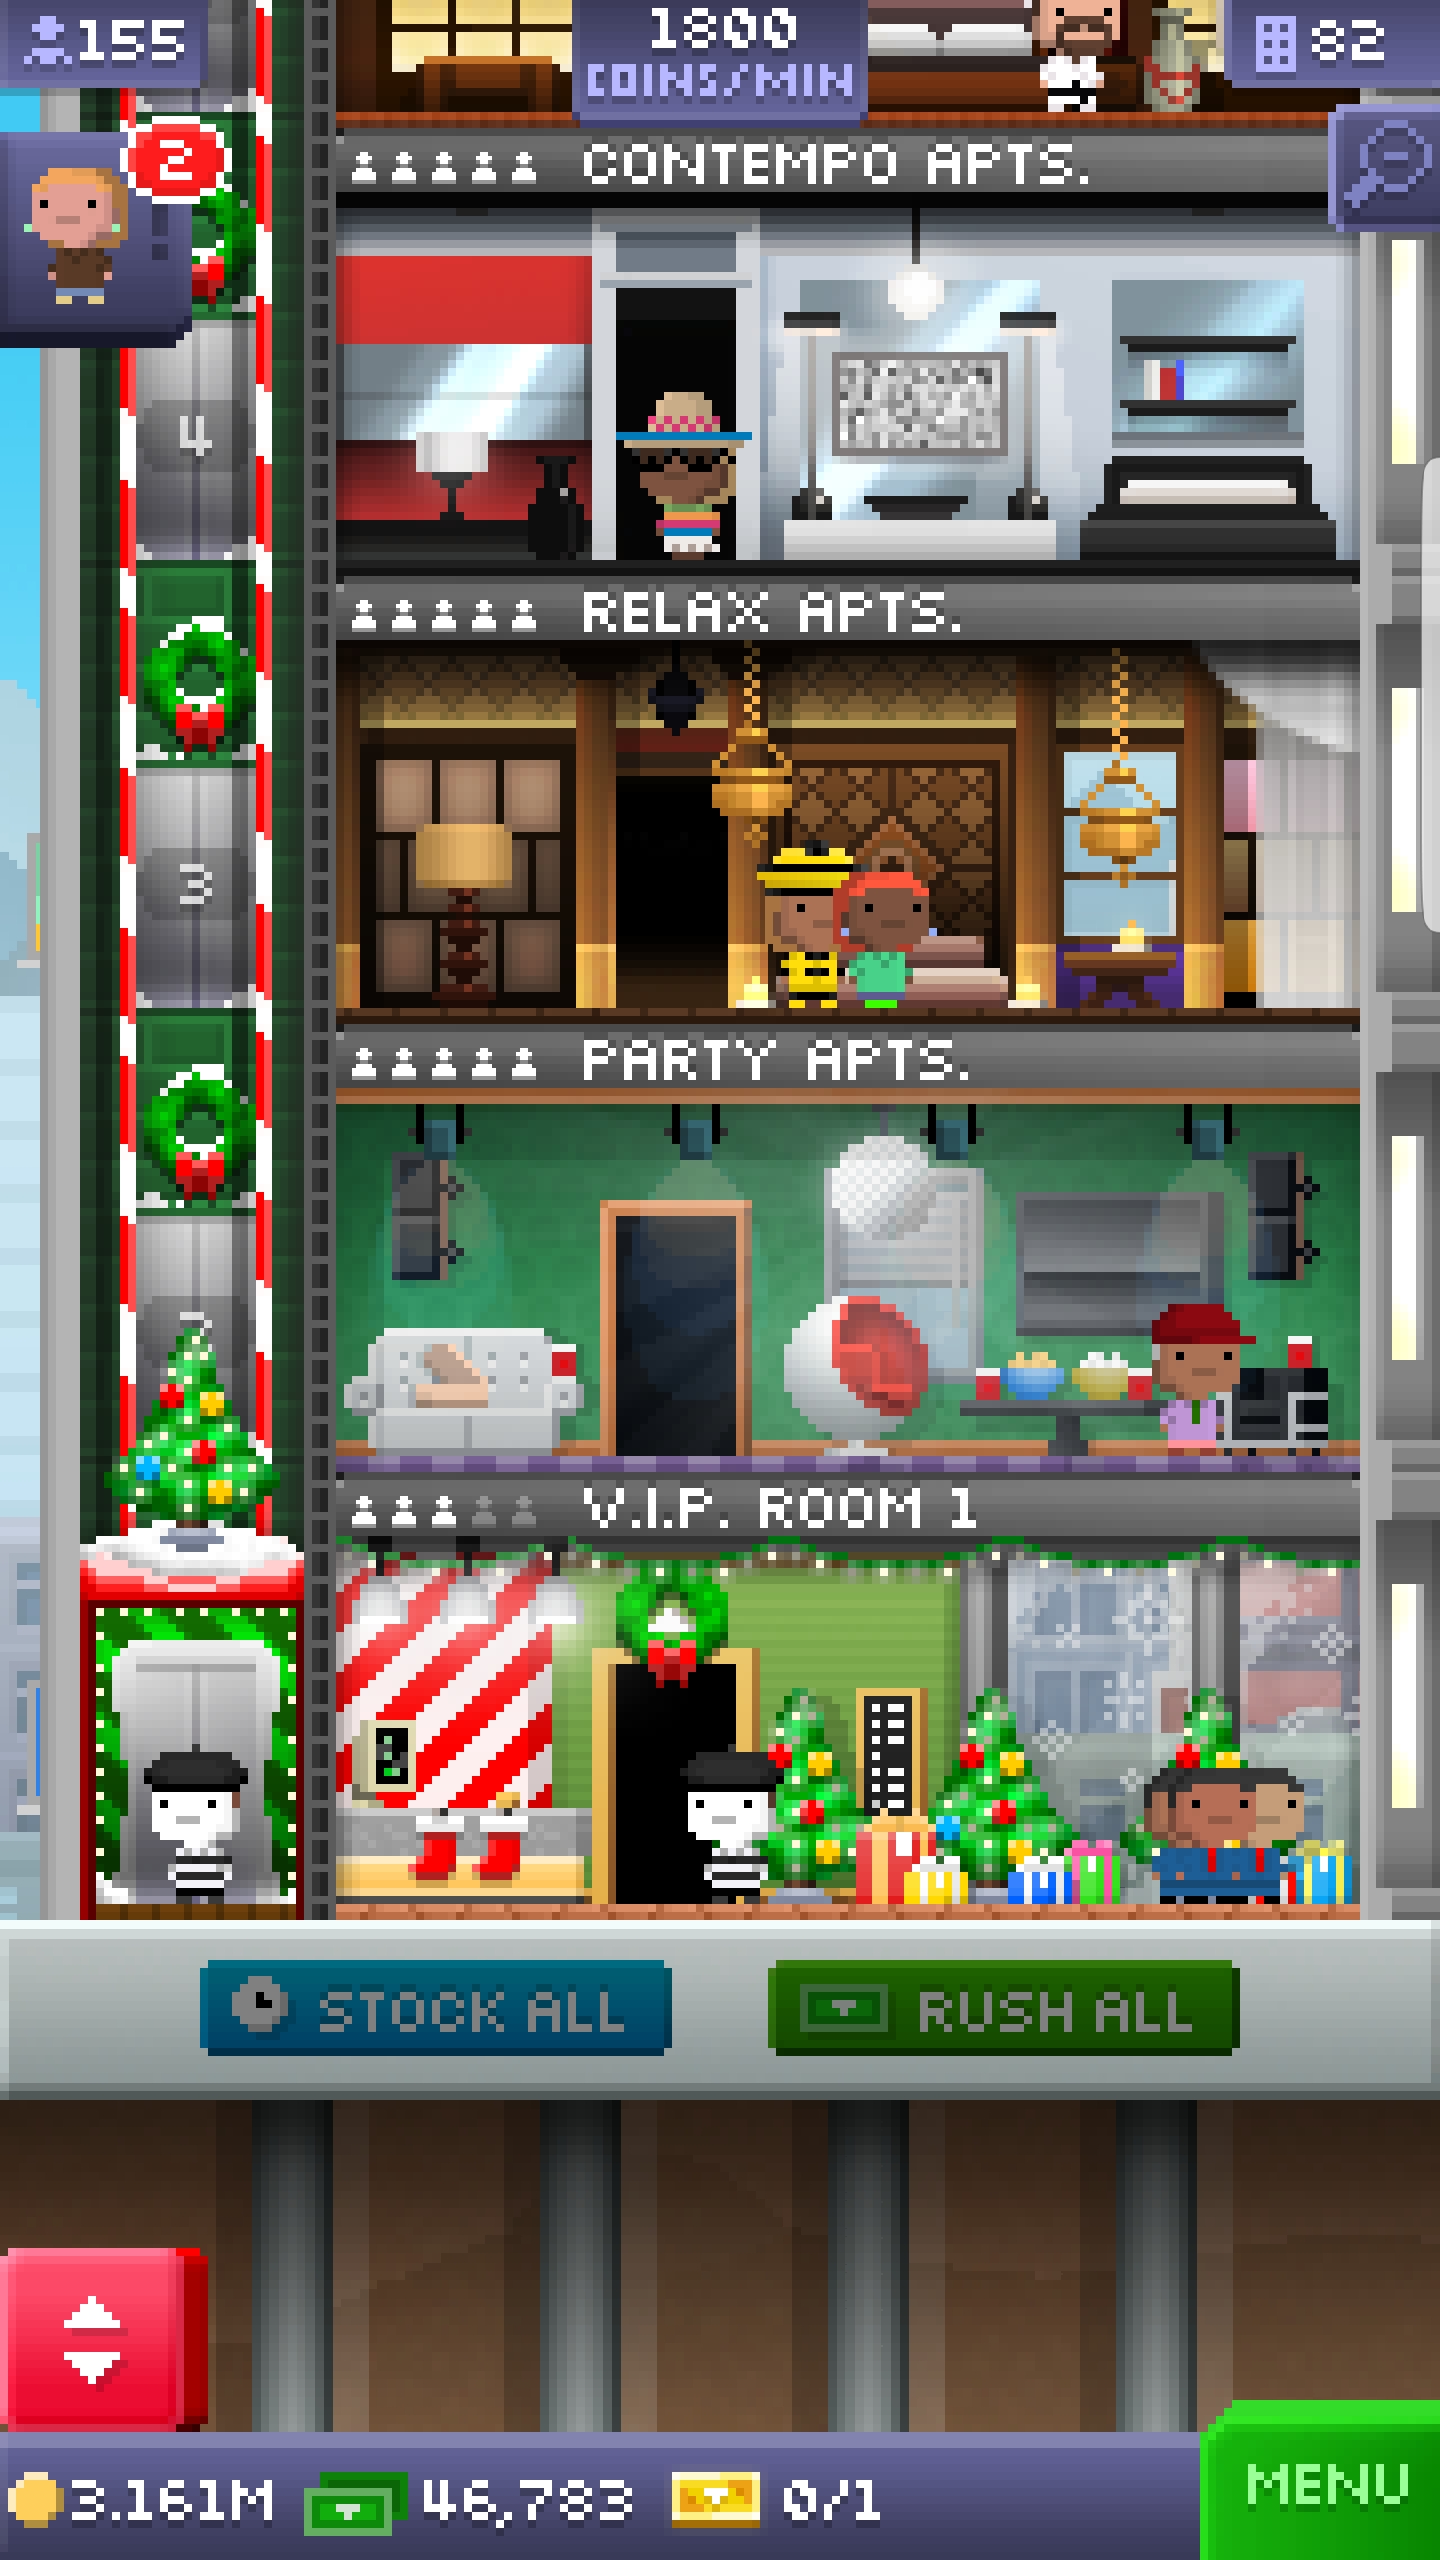 155
1800
COINS/MIN
82
2
CONTEMPO APTS.
4
RELAX APTS.
3
PARTY APTS.
V.I.P. ROOM 1
STOCK ALL
RUSH ALL
3.161M
46,783
0/1
MENU